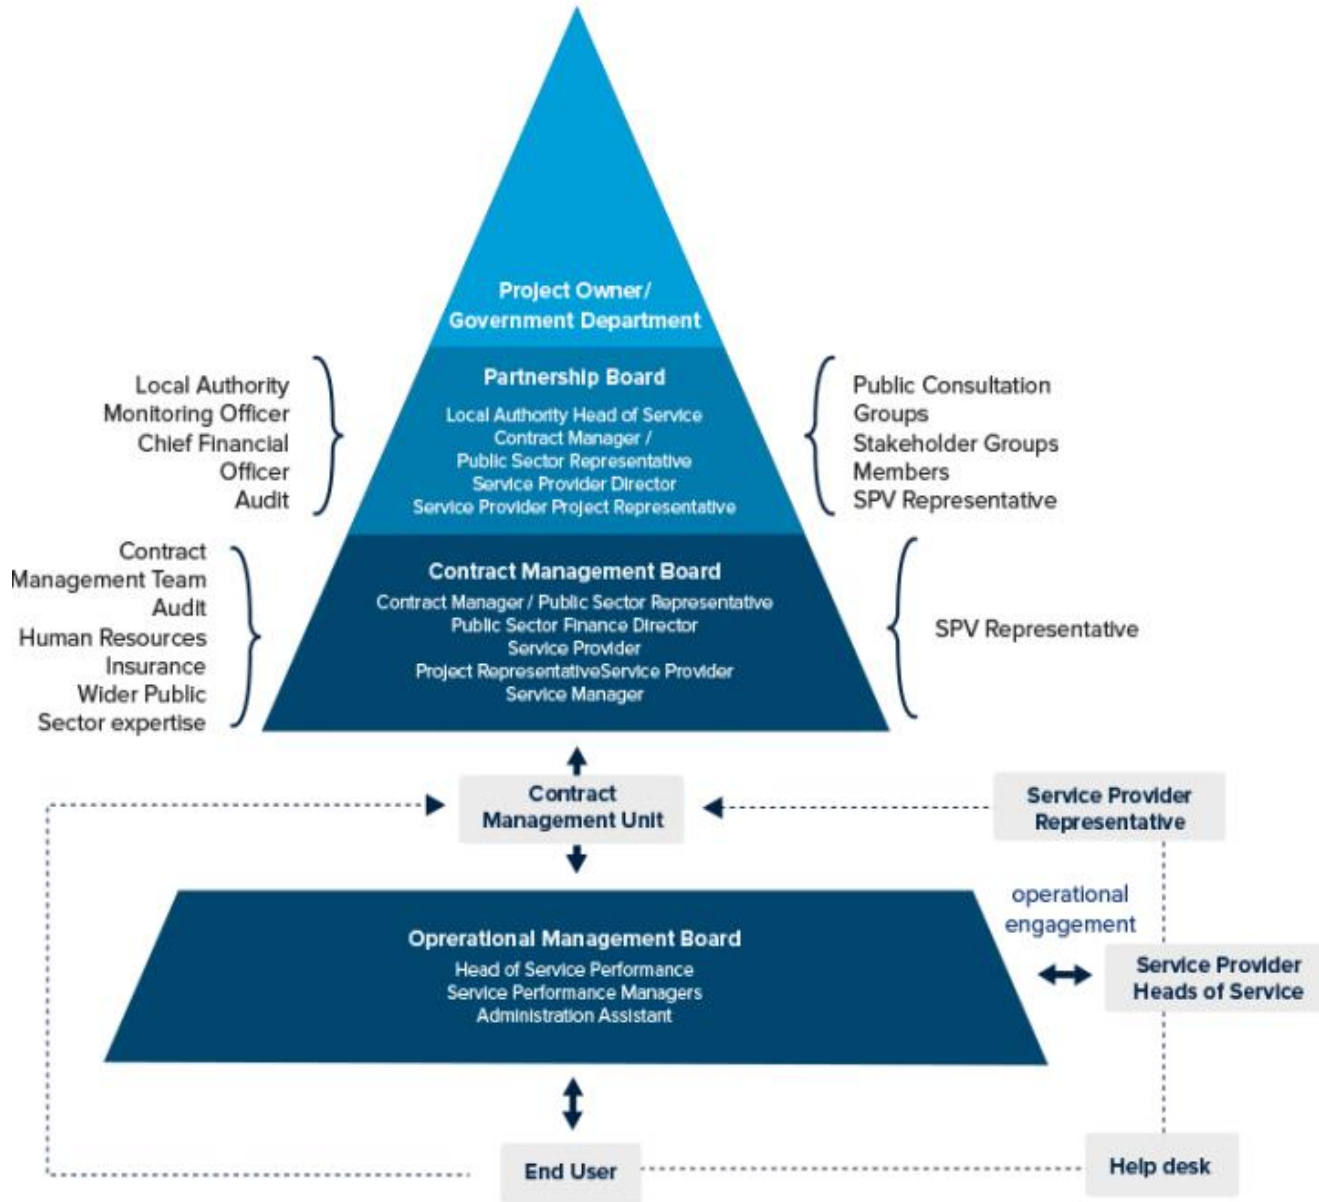 Project Owner/
Government Department
Partnership Board
Local Authority Head of Service
Contract Manager /
Public Sector Representative
Service Provider Director
Service Provider Project Representative
Local Authority
Monitoring Officer
Chief Financial
Officer
Audit
Public Consultation
Groups
Stakeholder Groups
Members
SPV Representative
Contract
Management Team
Audit
Human Resources
Insurance
Wider Public
Sector expertise
Contract Management Board
Contract Manager / Public Sector Representative
Public Sector Finance Director
Service Provider
Project RepresentativeService Provider
Service Manager
SPV Representative
Contract
Management Unit
Service Provider
Representative
operational
engagement
Oprerational Management Board
Head of Service Performance
Service Performance Managers
Administration Assistant
Service Provider
Heads of Service
End User
Help desk